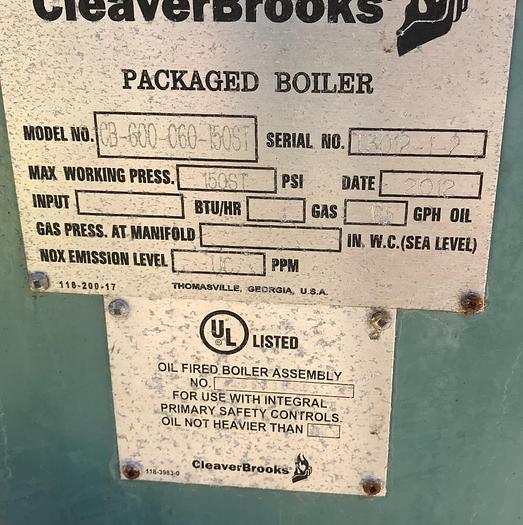 CleaverBrooks
PACKAGED BOILER
MODEL NO. CB-600-060-150ST SERIAL NO.
MAX WORKING PRESS. 150ST PSI DATE 2012
INPUT BTU/HR GAS GPH OIL
GAS PRESS. AT MANIFOLD IN. W.C. (SEA LEVEL)
NOX EMISSION LEVEL PPM
118-200-17 THOMASVILLE, GEORGIA, U.S.A.
UL LISTED
OIL FIRED BOILER ASSEMBLY
NO.
FOR USE WITH INTEGRAL
PRIMARY SAFETY CONTROLS.
OIL NOT HEAVIER THAN
118-3983-0 CleaverBrooks